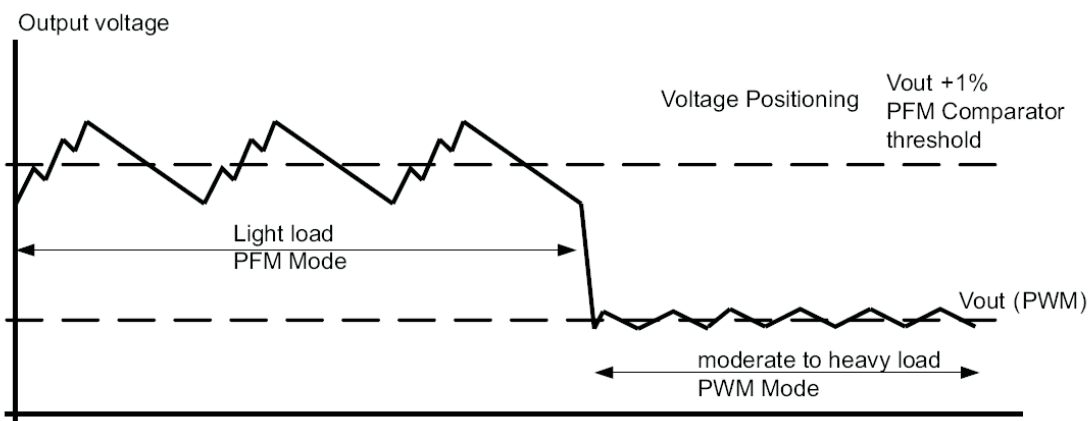 Output voltage
Voltage Positioning
Vout +1%
PFM Comparator
threshold
Light load
PFM Mode
Vout (PWM)
moderate to heavy load
PWM Mode